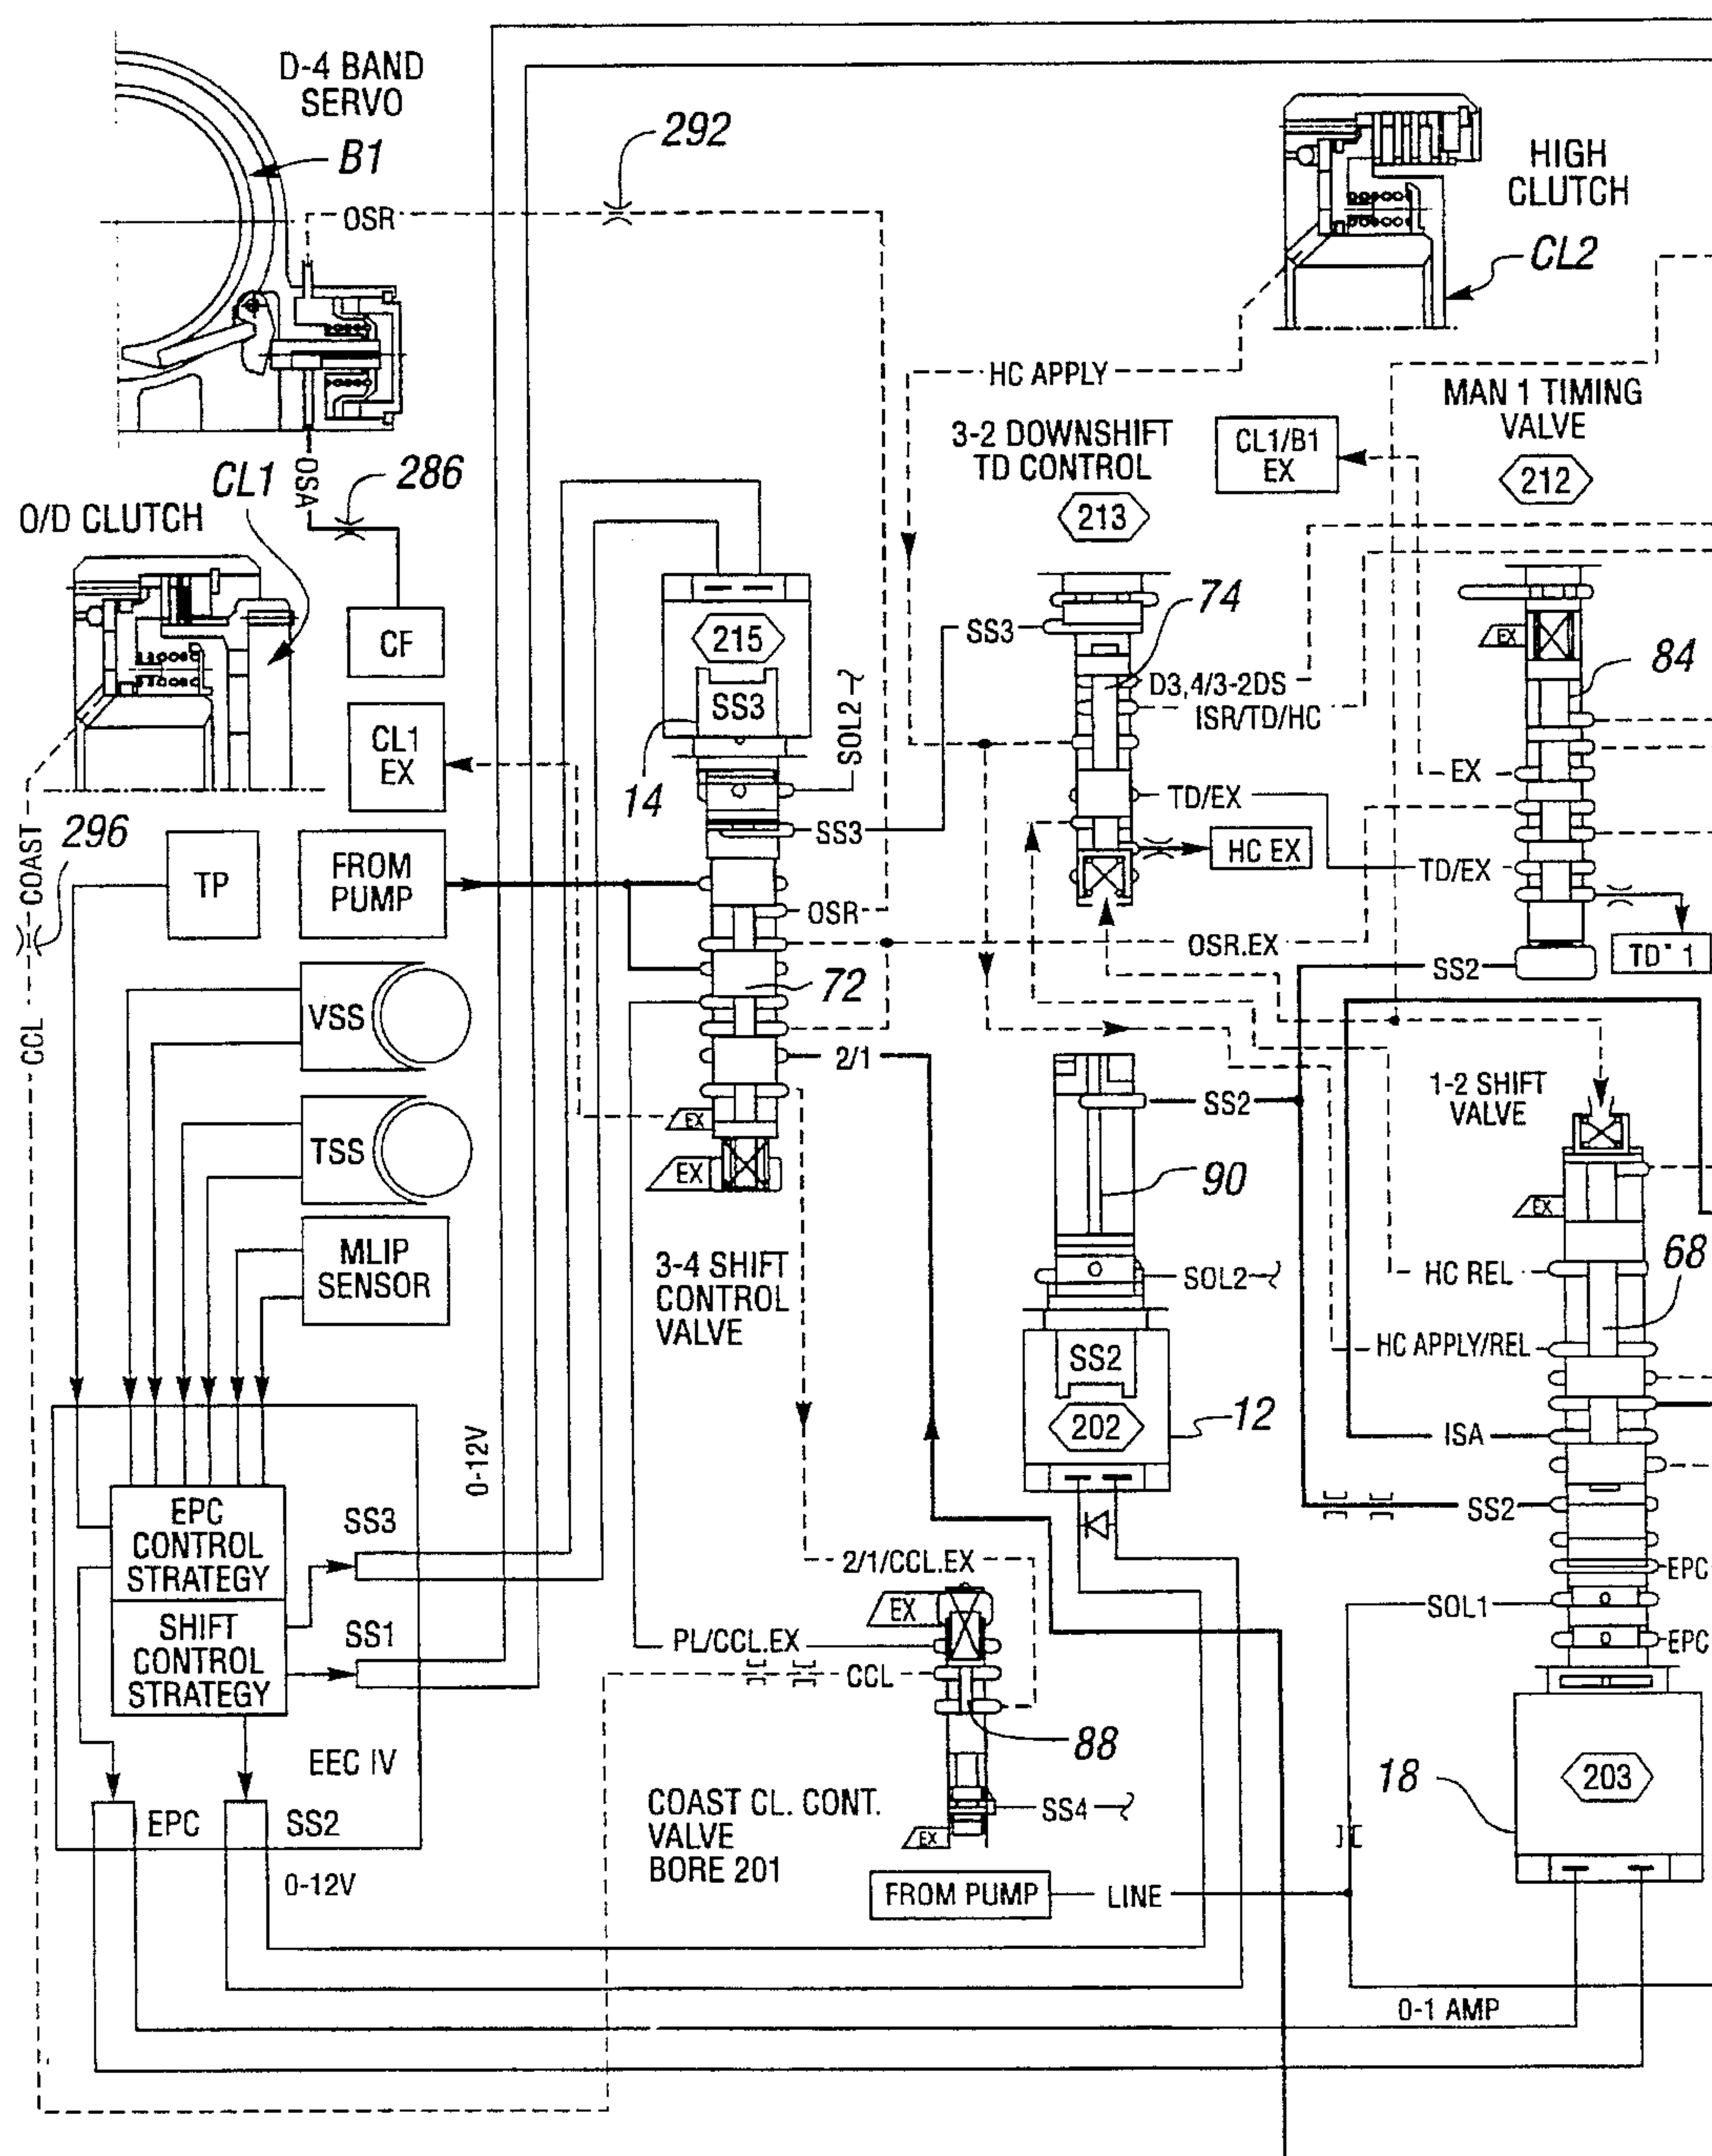 D-4 BAND
SERVO
B1
292
OSR
HIGH
CLUTCH
CL2
HC APPLY
MAN 1 TIMING
VALVE
212
3-2 DOWNSHIFT
TD CONTROL
213
CL1/B1
EX
OSA
286
CL1
O/D CLUTCH
CF
215
SS3
SOL2
14
SS3
74
D3,4/3-2DS
ISR/TD/HC
EX
84
CL1
EX
EX
TD/EX
HC EX
TD/EX
SS3
COAST
296
TP
FROM
PUMP
OSR
OSR.EX
SS2
TD 1
72
CCL
VSS
2/1
TSS
EX
EX
SS2
1-2 SHIFT
VALVE
90
EX
MLIP
SENSOR
3-4 SHIFT
CONTROL
VALVE
SOL2
HC REL
68
SS2
HC APPLY/REL
202
12
ISA
0-12V
EPC
CONTROL
STRATEGY
SS3
SS2
2/1/CCL.EX
EPC
EX
SOL1
SHIFT
CONTROL
STRATEGY
SS1
PL/CCL.EX
EPC
CCL
88
EEC IV
18
203
COAST CL. CONT.
VALVE
BORE 201
SS4
EX
EPC
SS2
0-12V
FROM PUMP
LINE
0-1 AMP